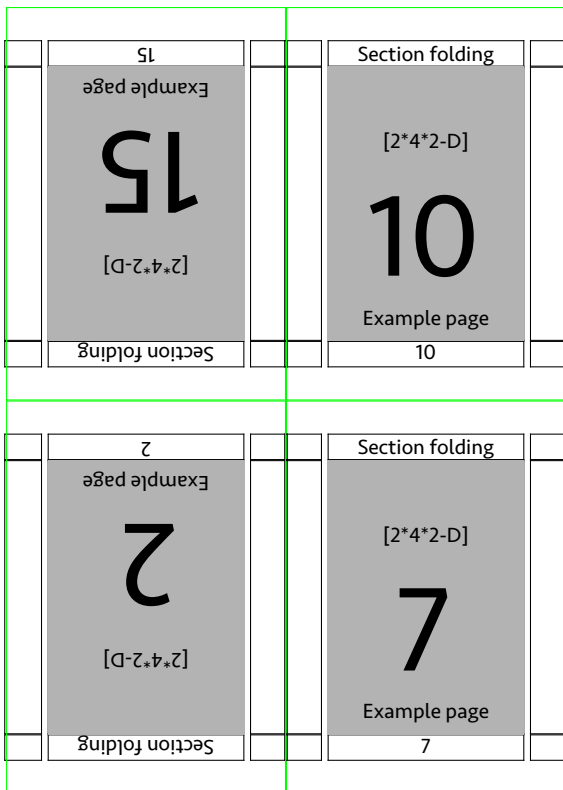 15
Example page
15
[2*4*2-D]
Section folding
Section folding
[2*4*2-D]
10
Example page
10
2
Example page
2
[2*4*2-D]
Section folding
Section folding
[2*4*2-D]
7
Example page
7